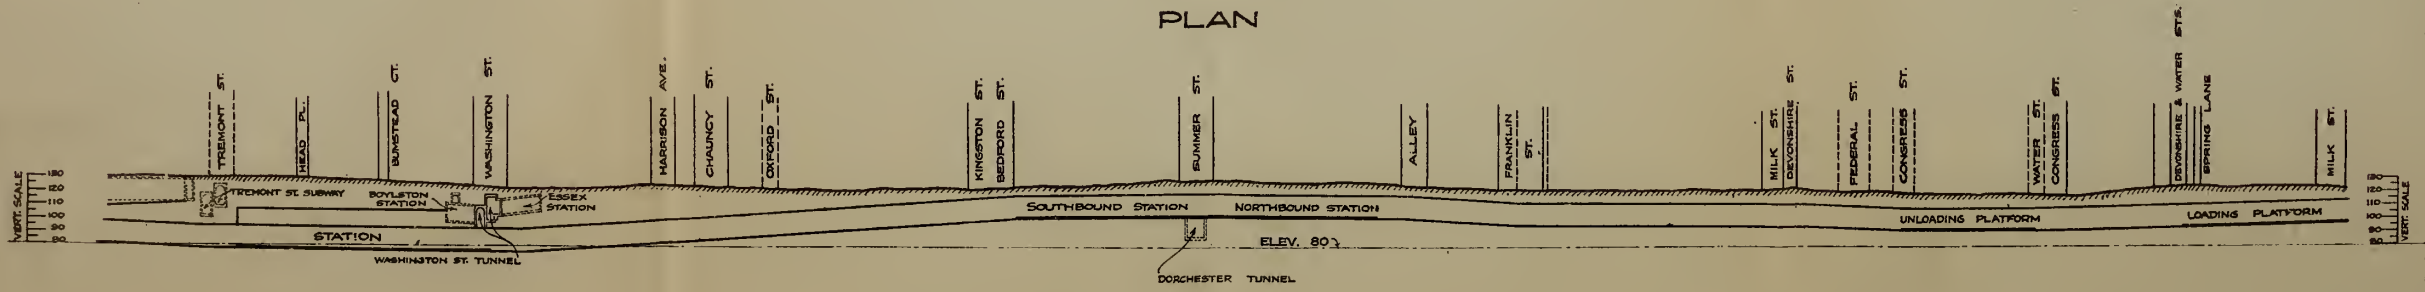 PLAN
TREMONT ST.
HEAD PL.
BUMSTEAD CT.
WASHINGTON ST.
HARRISON AVE.
CHAUNCY ST.
OXFORD ST.
KINGSTON ST.
BEDFORD ST.
SUMMER ST.
ALLEY
FRANKLIN
ST.
MILK ST.
DEVONSHIRE ST.
FEDERAL ST.
CONGRESS ST.
WATER ST.
CONGRESS ST.
DEVONSHIRE & WATER STS.
SPRING LANE
MILK ST.
VERT. SCALE
130
120
110
100
90
80
TREMONT ST. SUBWAY
BOYLSTON
STATION
ESSEX
STATION
STATION
WASHINGTON ST. TUNNEL
SOUTHBOUND STATION
NORTHBOUND STATION
ELEV. 80
DORCHESTER TUNNEL
UNLOADING PLATFORM
LOADING PLATFORM
130
120
110
100
90
80
VERT. SCALE